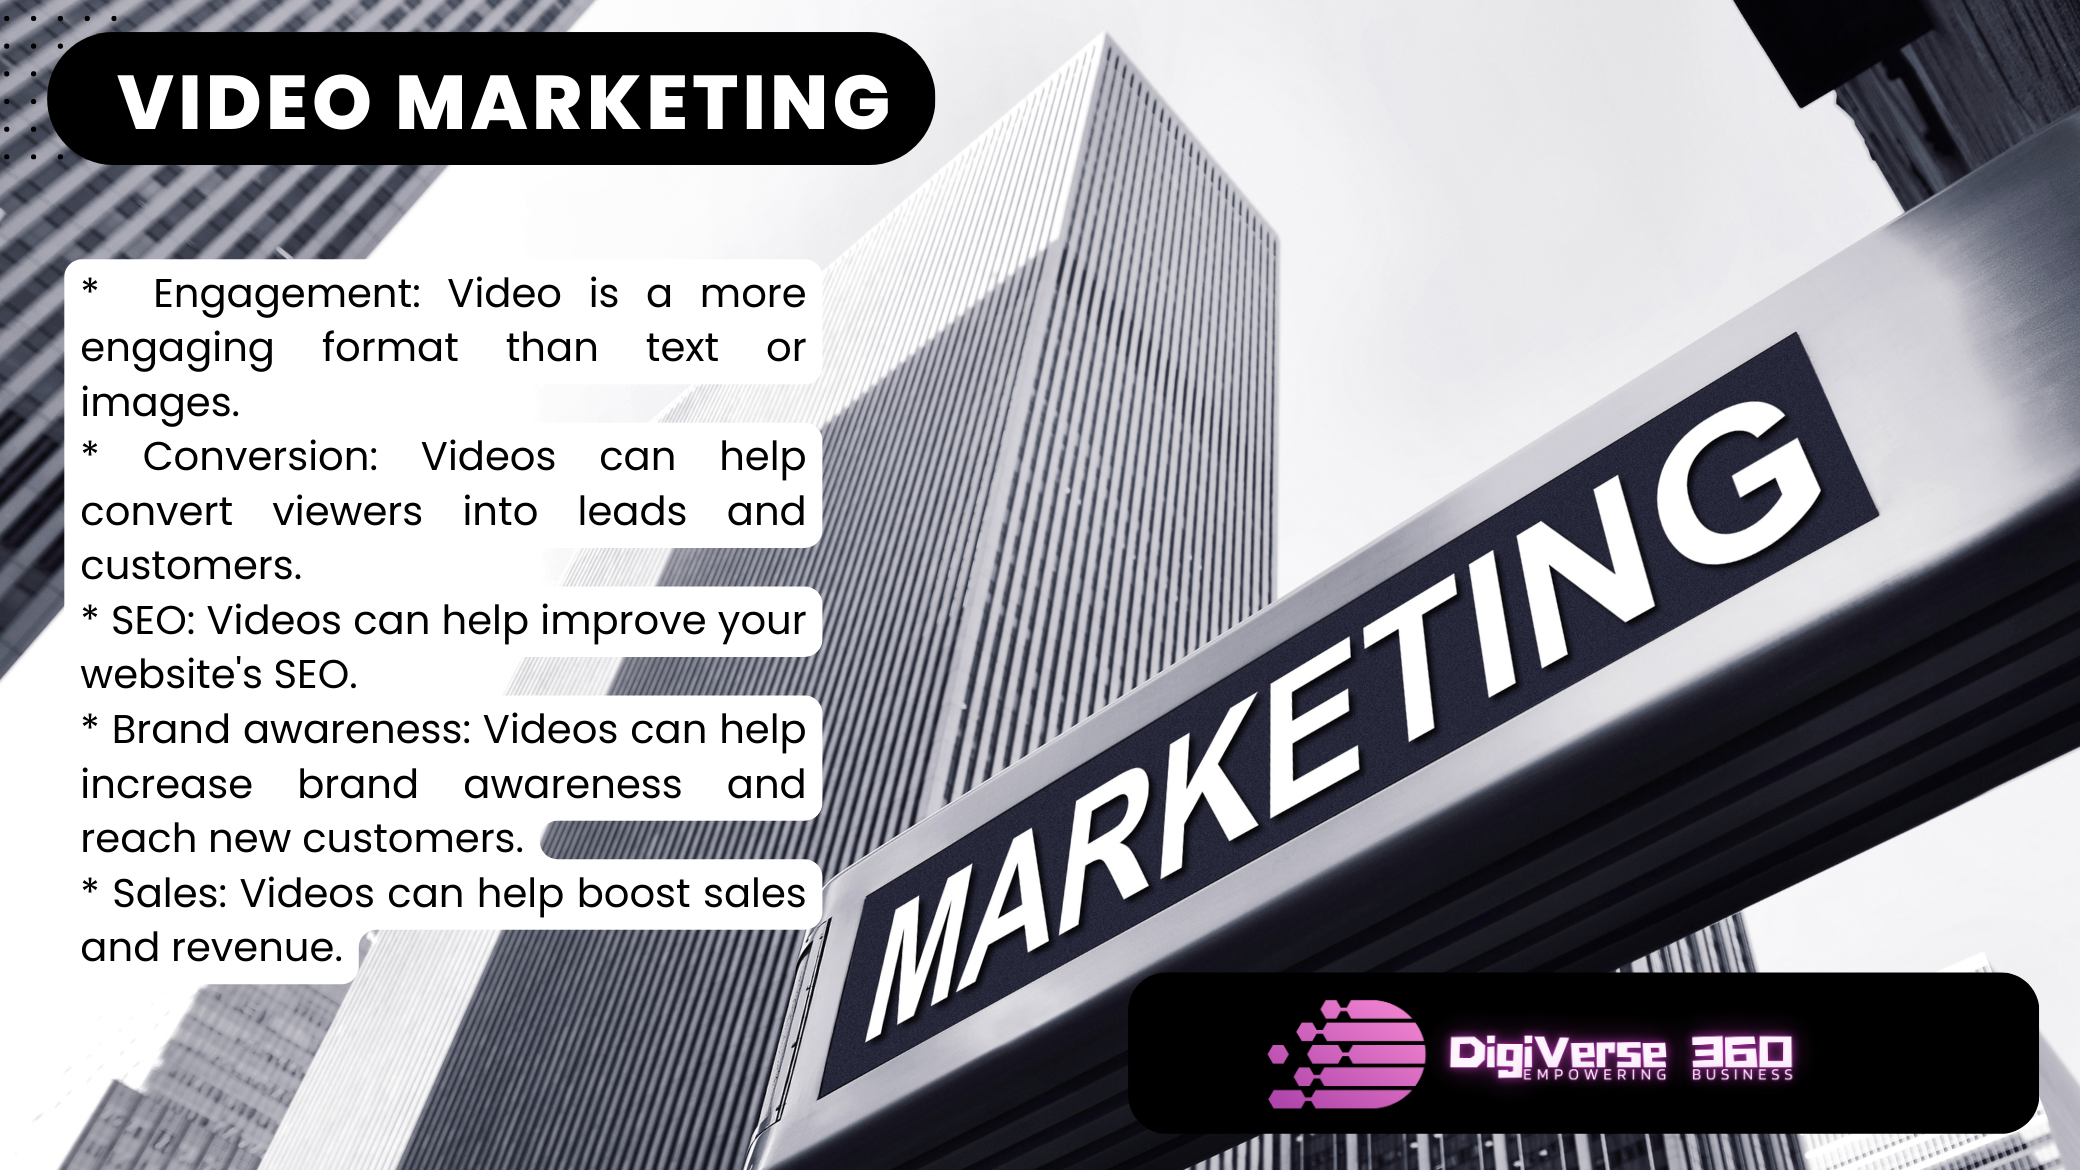 VIDEO MARKETING
* Engagement: Video is a more
engaging format than text or
images.
* Conversion: Videos can help
convert viewers into leads and
customers.
* SEO: Videos can help improve your
website's SEO.
* Brand awareness: Videos can help
increase brand awareness and
reach new customers.
* Sales: Videos can help boost sales
and revenue.
MARKETING
DigiVerse 360
EMPOWERING BUSINESS